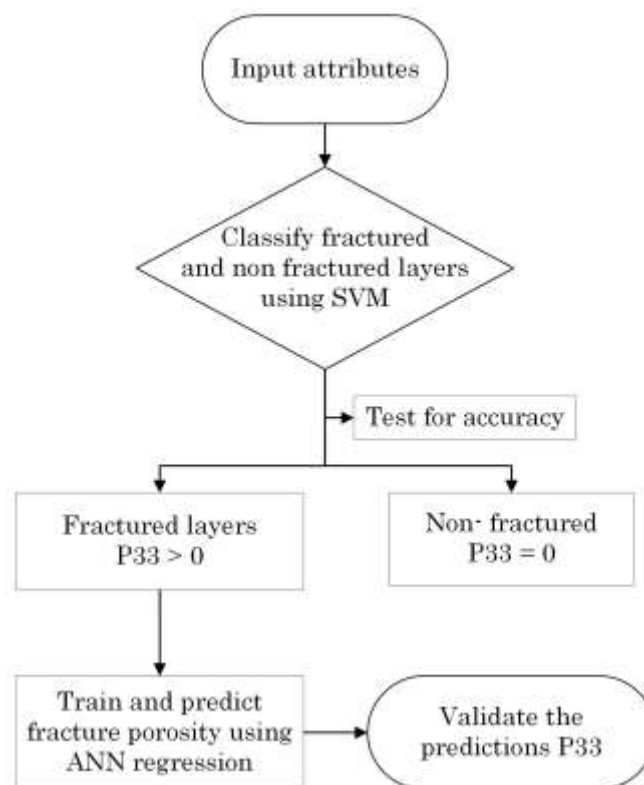 Input attributes
Classify fractured
and non fractured layers
using SVM
Test for accuracy
Fractured layers
P33 > 0
Non- fractured
P33 = 0
Train and predict
fracture porosity using
ANN regression
Validate the
predictions P33